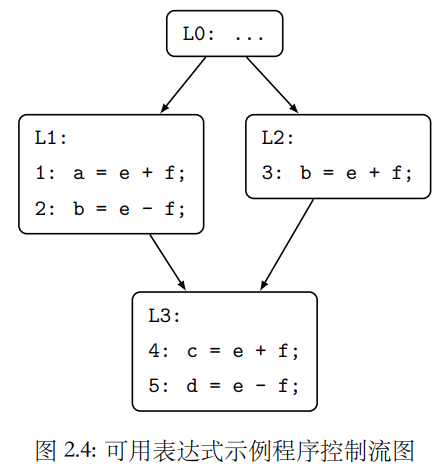 L0: ...
L1:
1: a = e + f;
2: b = e - f;
L2:
3: b = e + f;
L3:
4: c = e + f;
5: d = e - f;
图 2.4: 可用表达式示例程序控制流图